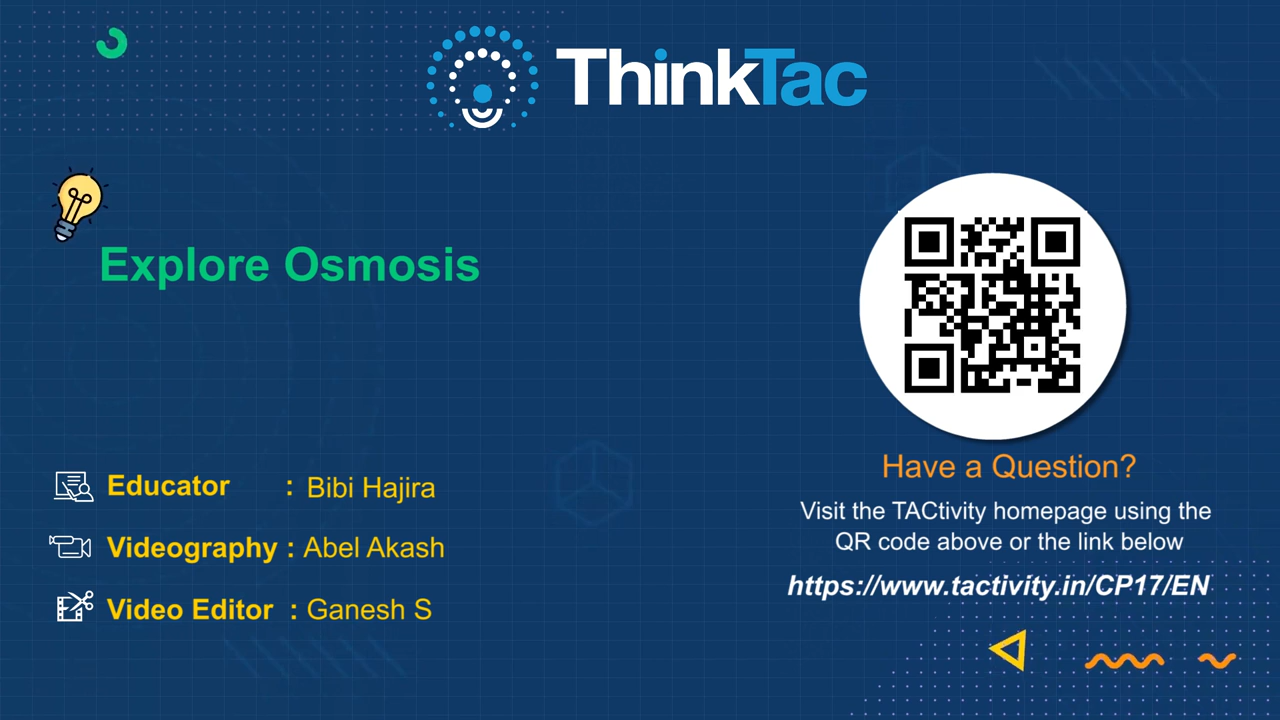 ThinkTac
Explore Osmosis
Educator : Bibi Hajira
Videography : Abel Akash
Video Editor : Ganesh S
Have a Question?
Visit the TACtivity homepage using the
QR code above or the link below
https://www.tactivity.in/CP17/EN